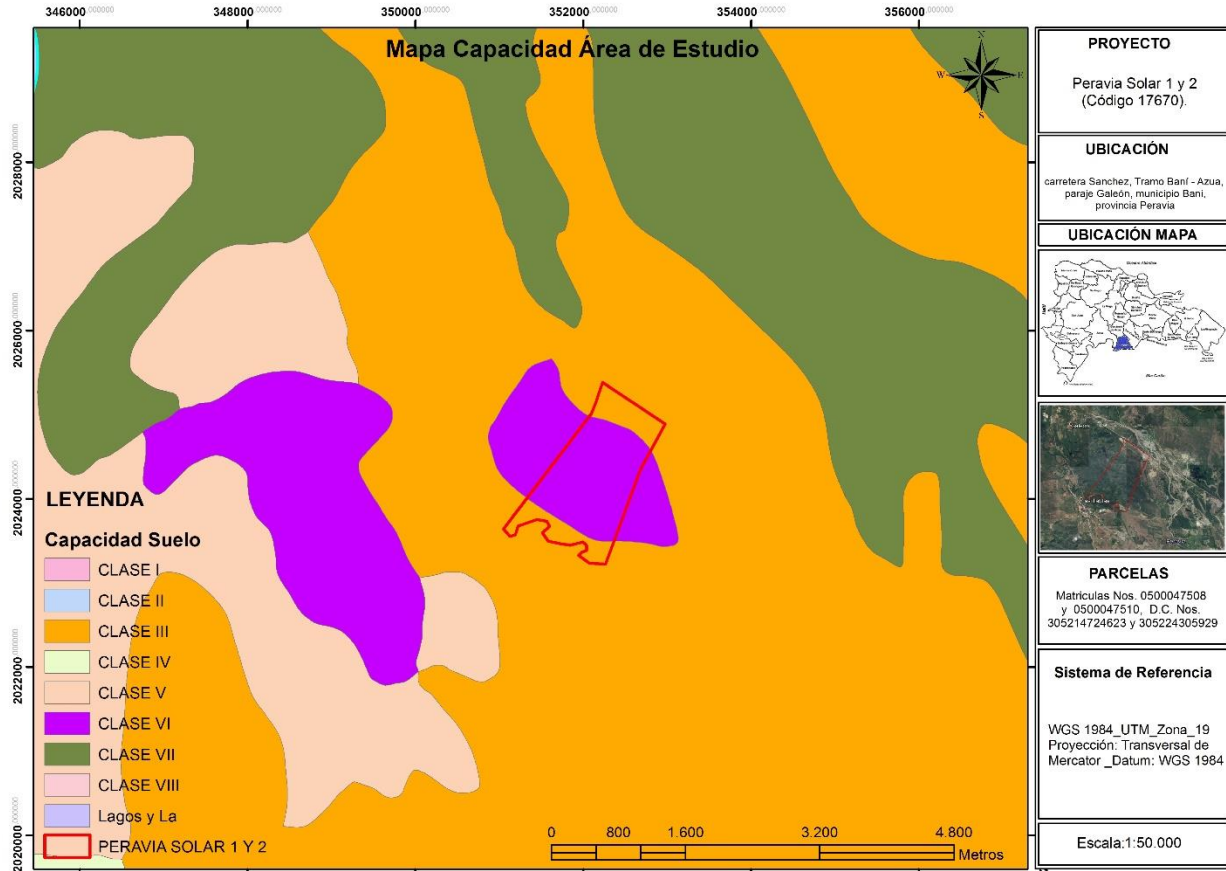 346000,000000 348000,000000 350000,000000 352000,000000 354000,000000 356000,000000
Mapa Capacidad Área de Estudio
N
W E
S
2028000,000000
2026000,000000
2024000,000000
2022000,000000
2020000,000000
LEYENDA
Capacidad Suelo
CLASE I
CLASE II
CLASE III
CLASE IV
CLASE V
CLASE VI
CLASE VII
CLASE VIII
Lagos y La
PERAVIA SOLAR 1 Y 2
0 800 1.600 3.200 4.800
Metros
PROYECTO
Peravia Solar 1 y 2
(Código 17670).
UBICACIÓN
carretera Sanchez, Tramo Baní - Azua,
paraje Galeón, municipio Bani,
provincia Peravia
UBICACIÓN MAPA
PARCELAS
Matriculas Nos. 0500047508
y 0500047510, D.C. Nos.
305214724623 y 305224305929
Sistema de Referencia
WGS 1984_UTM_Zona_19
Proyección: Transversal de
Mercator _Datum: WGS 1984
Escala:1:50.000